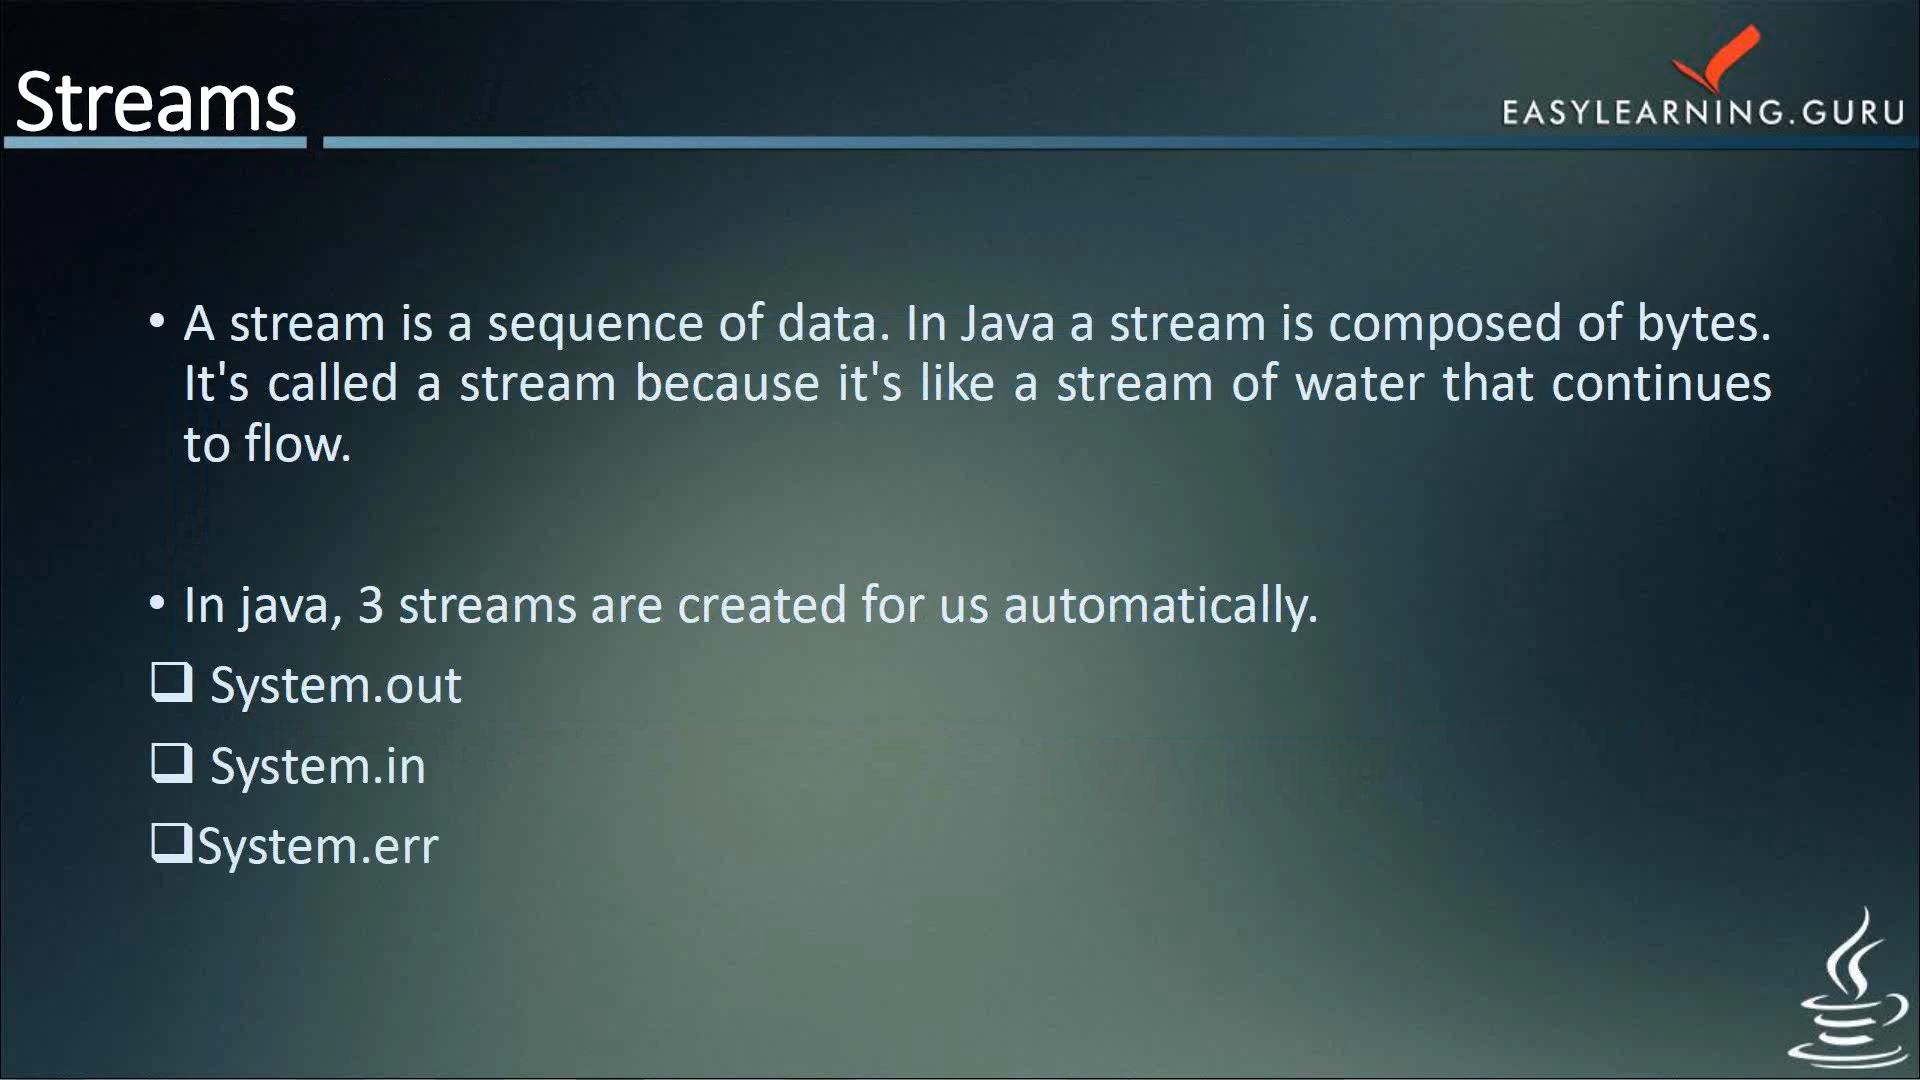 Streams
EASYLEARNING.GURU
• A stream is a sequence of data. In Java a stream is composed of bytes.
It's called a stream because it's like a stream of water that continues
to flow.
• In java, 3 streams are created for us automatically.
❑ System.out
❑ System.in
❑System.err